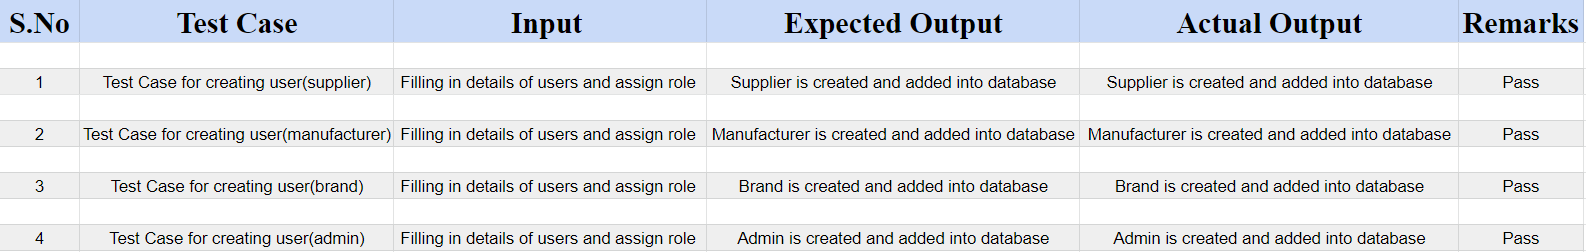 S.No Test Case Input Expected Output Actual Output Remarks
1 Test Case for creating user(supplier) Filling in details of users and assign role Supplier is created and added into database Supplier is created and added into database Pass
2 Test Case for creating user(manufacturer) Filling in details of users and assign role Manufacturer is created and added into database Manufacturer is created and added into database Pass
3 Test Case for creating user(brand) Filling in details of users and assign role Brand is created and added into database Brand is created and added into database Pass
4 Test Case for creating user(admin) Filling in details of users and assign role Admin is created and added into database Admin is created and added into database Pass